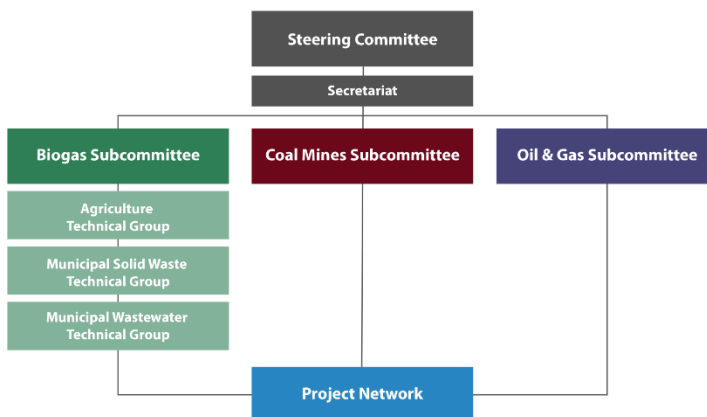 Steering Committee
Secretariat
Biogas Subcommittee
Coal Mines Subcommittee
Oil & Gas Subcommittee
Agriculture
Technical Group
Municipal Solid Waste
Technical Group
Municipal Wastewater
Technical Group
Project Network